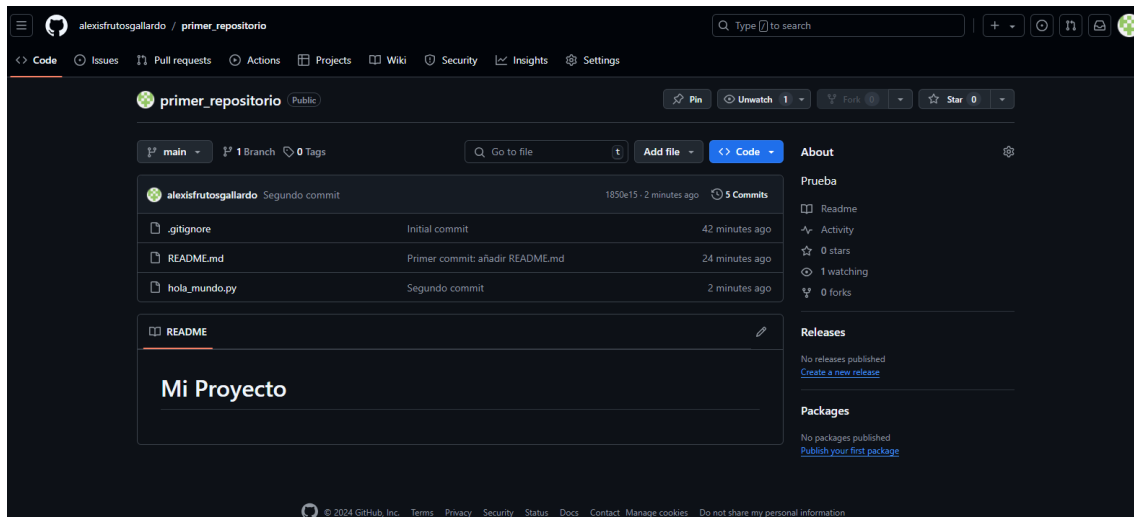 alexisfrutosgallardo / primer_repositorio
Type / to search
Code Issues Pull requests Actions Projects Wiki Security Insights Settings
primer_repositorio Public
Pin Unwatch 1 Fork 0 Star 0
main 1 Branch 0 Tags Go to file t Add file Code
alexisfrutosgallardo Segundo commit 1850e15 · 2 minutes ago 5 Commits
.gitignore Initial commit 42 minutes ago
README.md Primer commit: añadir README.md 24 minutes ago
hola_mundo.py Segundo commit 2 minutes ago
README
Mi Proyecto
About
Prueba
Readme
Activity
0 stars
1 watching
0 forks
Releases
No releases published
Create a new release
Packages
No packages published
Publish your first package
© 2024 GitHub, Inc. Terms Privacy Security Status Docs Contact Manage cookies Do not share my personal information